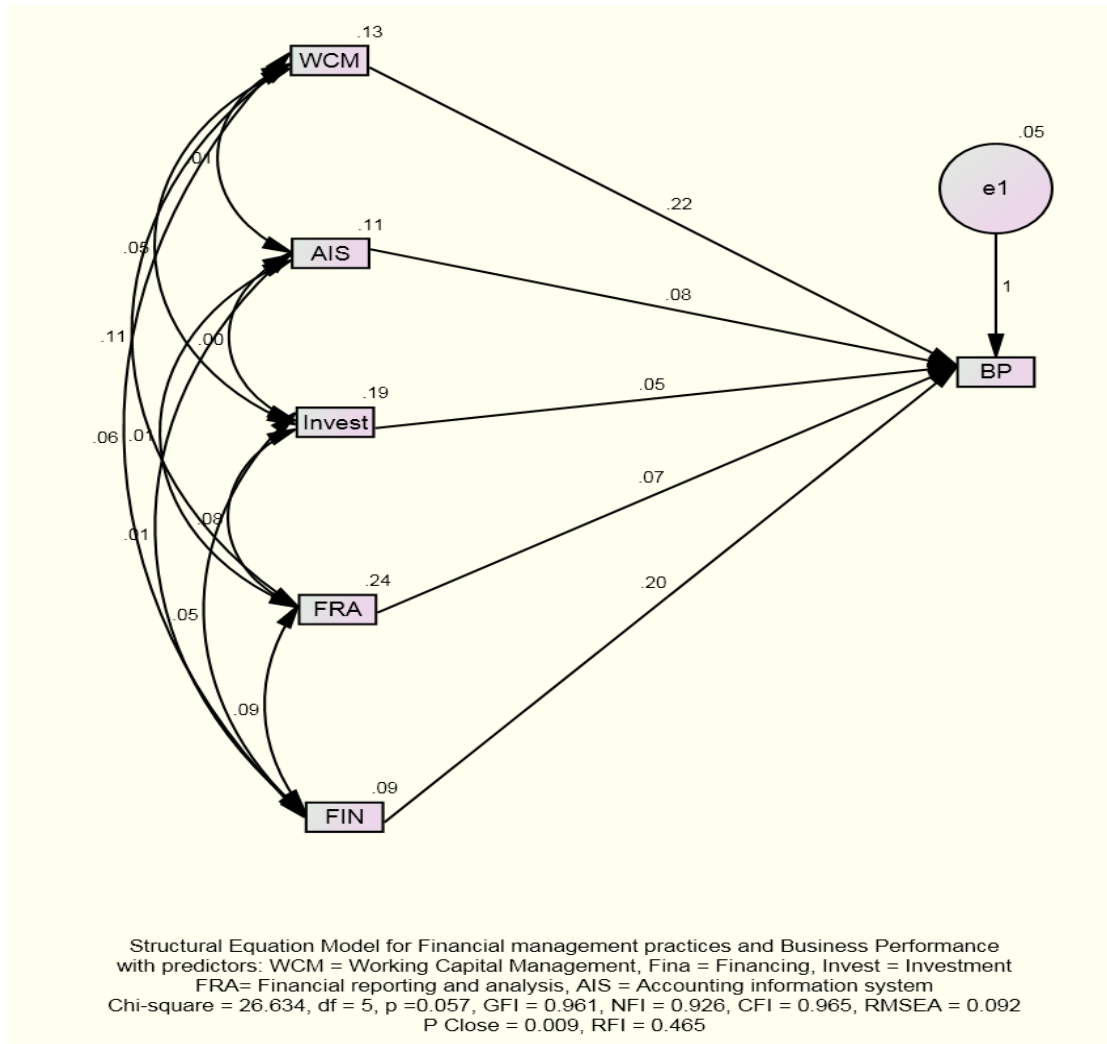 .13
WCM
.05
e1
.01
.22
.11
AIS
.05
.08
1
.11
.00
BP
.19
.05
Invest
.06
.01
.07
.08
.01
.24
.20
FRA
.05
.09
.09
FIN
Structural Equation Model for Financial management practices and Business Performance
with predictors: WCM = Working Capital Management, Fina = Financing, Invest = Investment
FRA= Financial reporting and analysis, AIS = Accounting information system
Chi-square = 26.634, df = 5, p =0.057, GFI = 0.961, NFI = 0.926, CFI = 0.965, RMSEA = 0.092
P Close = 0.009, RFI = 0.465